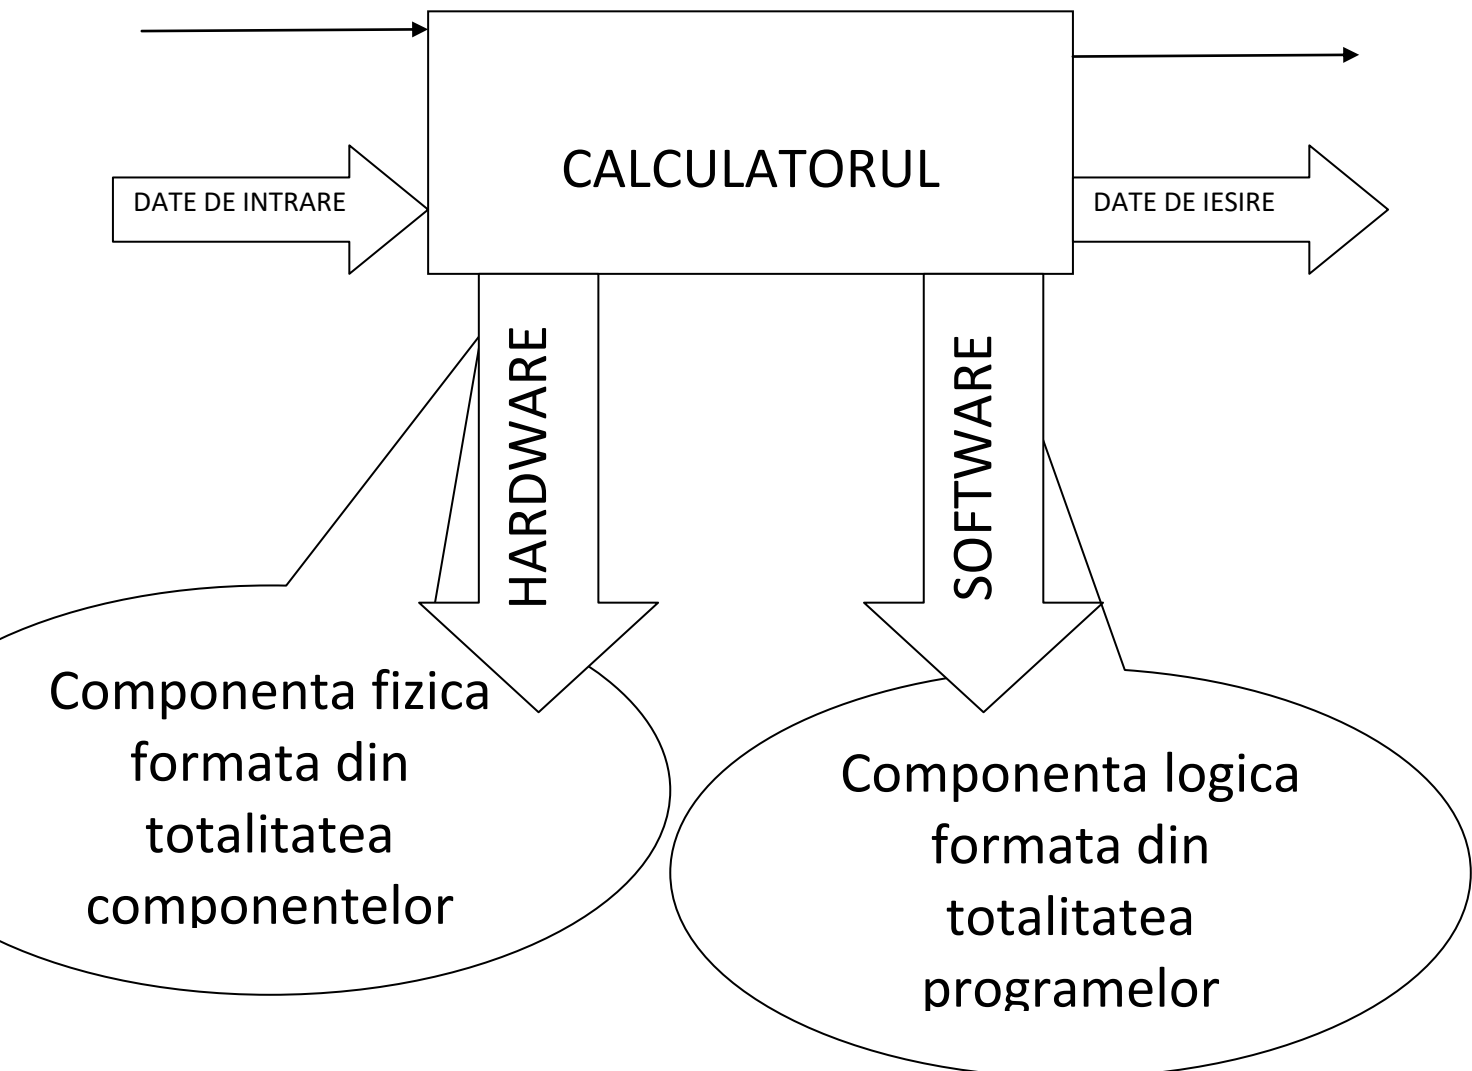 CALCULATORUL
DATE DE INTRARE
DATE DE IESIRE
HARDWARE
SOFTWARE
Componenta fizica
formata din
totalitatea
componentelor
Componenta logica
formata din
totalitatea
programelor